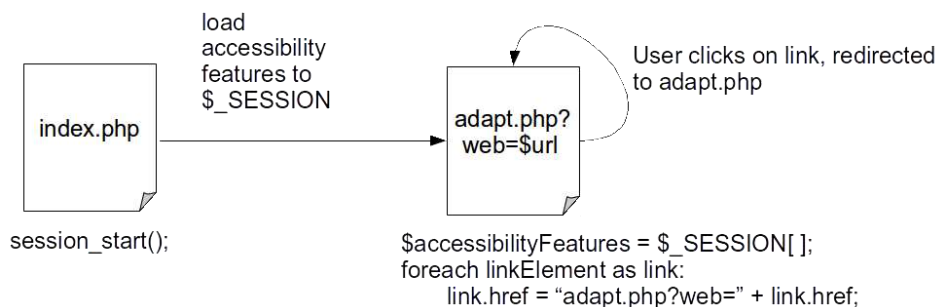 load
accessibility
features to
$_SESSION
User clicks on link, redirected
to adapt.php
index.php
adapt.php?
web=$url
session_start();
$accessibilityFeatures = $_SESSION[ ];
foreach linkElement as link:
link.href = “adapt.php?web=” + link.href;